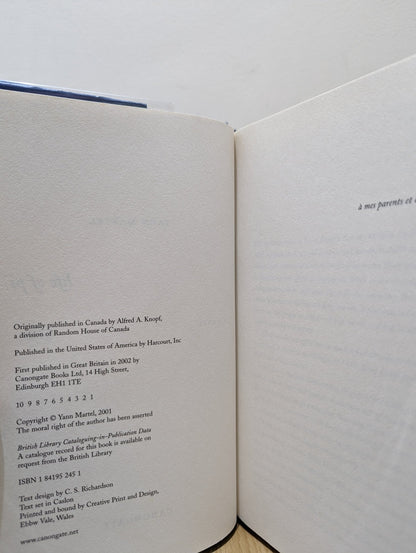 Originally published in Canada by Alfred A. Knopf,
a division of Random House of Canada
Published in the United States of America by Harcourt, Inc
First published in Great Britain in 2002 by
Canongate Books Ltd, 14 High Street,
Edinburgh EH1 1TE
10 9 8 7 6 5 4 3 2 1
Copyright © Yann Martel, 2001
The moral right of the author has been asserted
British Library Cataloguing-in-Publication Data
A catalogue record for this book is available on
request from the British Library
ISBN 1 84195 245 1
Text design by C. S. Richardson
Text set in Caslon
Printed and bound by Creative Print and Design,
Ebbw Vale, Wales
www.canongate.net
à mes parents et